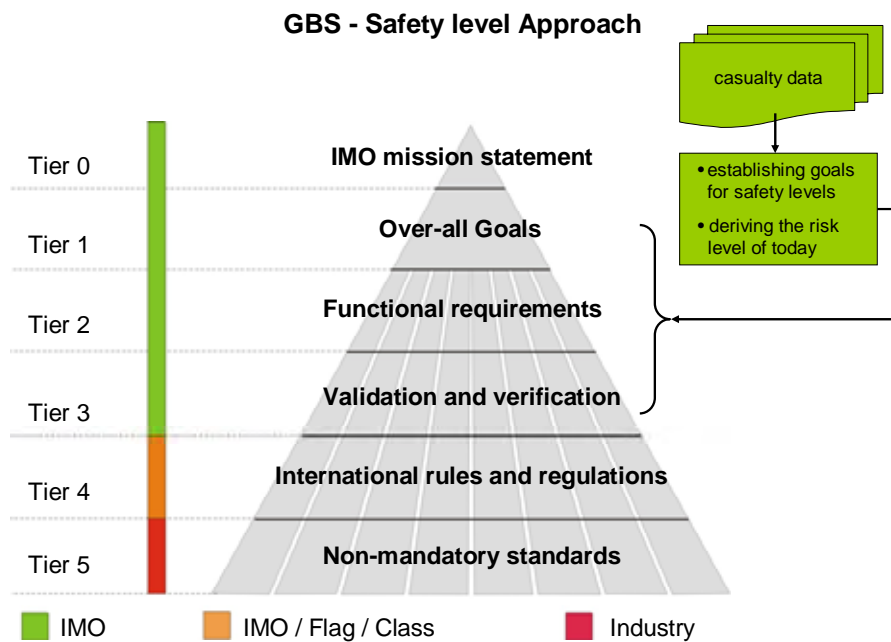 GBS - Safety level Approach
casualty data
• establishing goals
for safety levels
• deriving the risk
level of today
Tier 0
IMO mission statement
Tier 1
Over-all Goals
Tier 2
Functional requirements
Tier 3
Validation and verification
Tier 4
International rules and regulations
Tier 5
Non-mandatory standards
IMO
IMO / Flag / Class
Industry